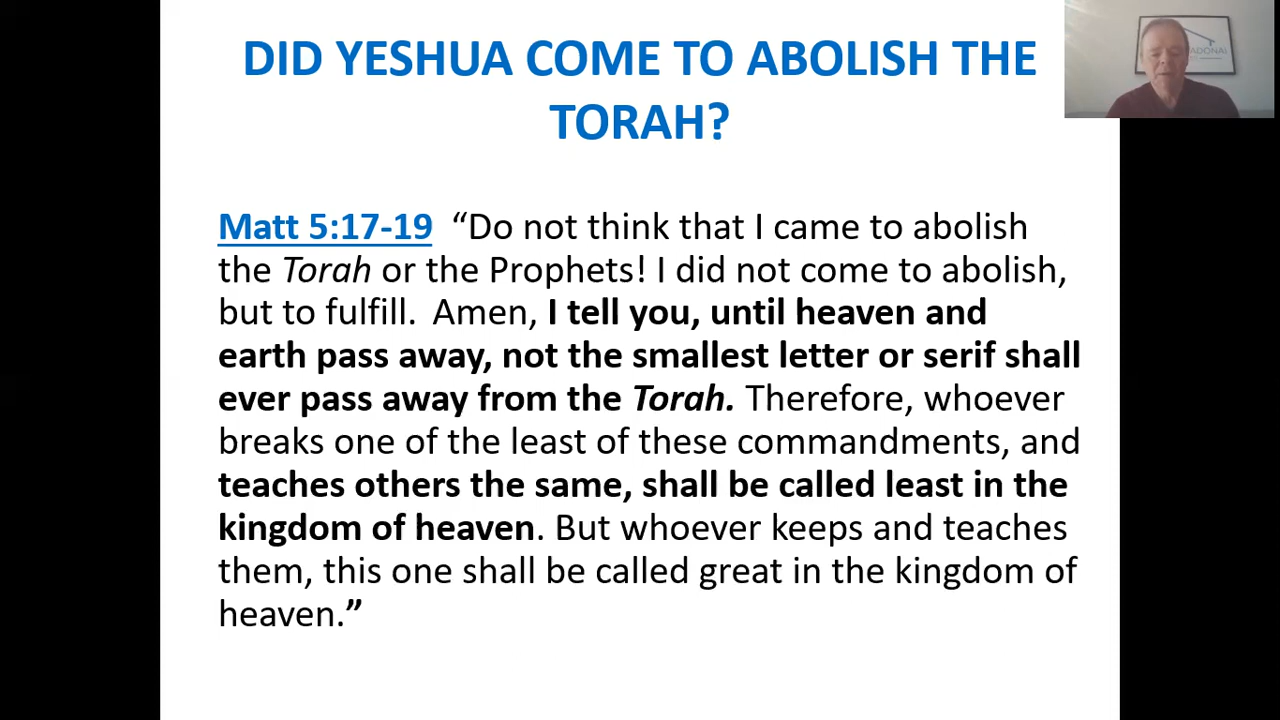 DID YESHUA COME TO ABOLISH THE
TORAH?
ADONAI
Matt 5:17-19 “Do not think that I came to abolish
the Torah or the Prophets! I did not come to abolish,
but to fulfill. Amen, I tell you, until heaven and
earth pass away, not the smallest letter or serif shall
ever pass away from the Torah. Therefore, whoever
breaks one of the least of these commandments, and
teaches others the same, shall be called least in the
kingdom of heaven. But whoever keeps and teaches
them, this one shall be called great in the kingdom of
heaven.”